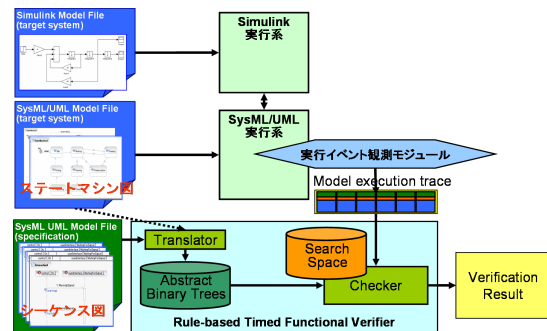 Simulink Model File
(target system)
Simulink
実行系
SysML/UML Model File
(target system)
ステートマシン図
SysML/UML
実行系
実行イベント観測モジュール
Model execution trace
SysML UML Model File
(specification)
シーケンス図
Translator
Abstract
Binary Trees
Search
Space
Checker
Verification
Result
Rule-based Timed Functional Verifier